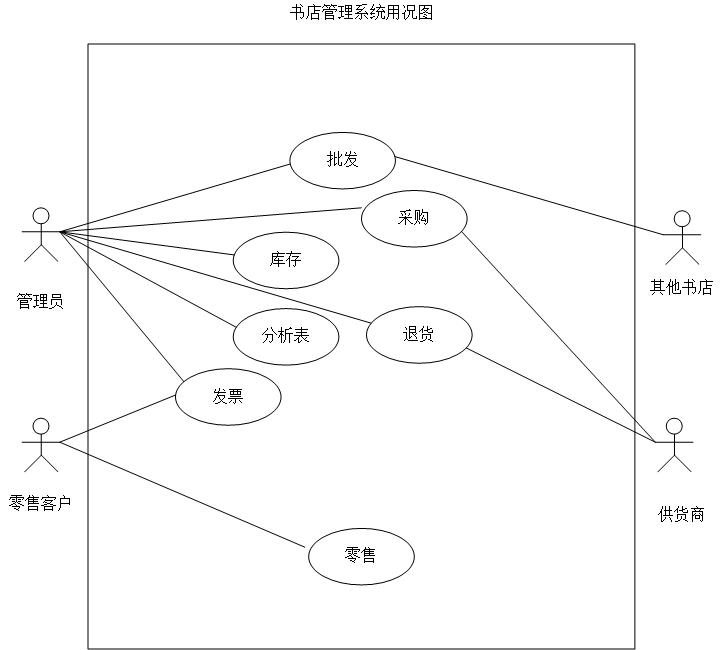 书店管理系统用况图
批发
采购
库存
管理员
其他书店
分析表
退货
发票
零售客户
供货商
零售